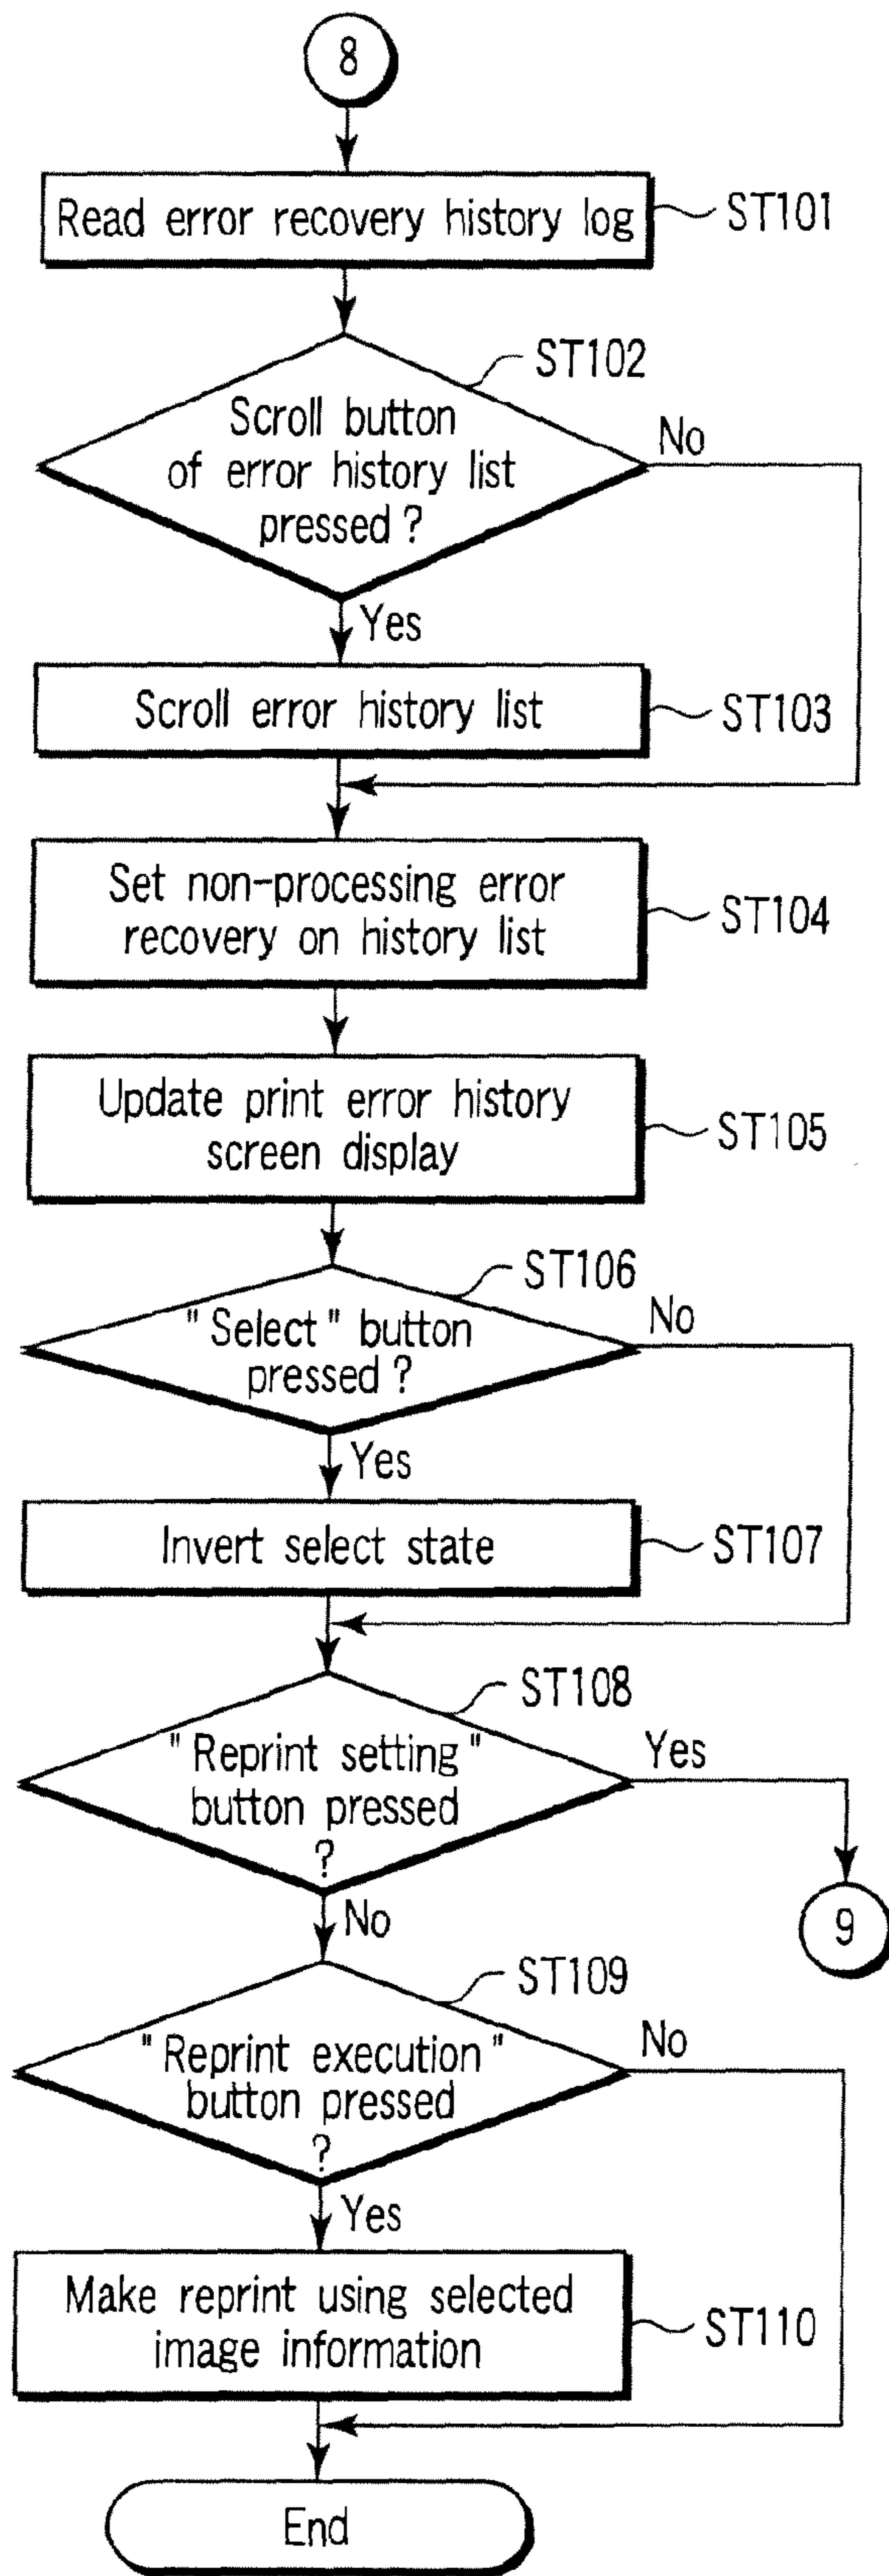 8
Read error recovery history log
ST101
ST102
Scroll button
of error history list
pressed ?
No
Yes
Scroll error history list
ST103
Set non-processing error
recovery on history list
ST104
Update print error history
screen display
ST105
ST106
"Select" button
pressed ?
No
Yes
Invert select state
ST107
ST108
"Reprint setting"
button pressed
?
Yes
No
9
ST109
"Reprint execution"
button pressed
?
No
Yes
Make reprint using selected
image information
ST110
End